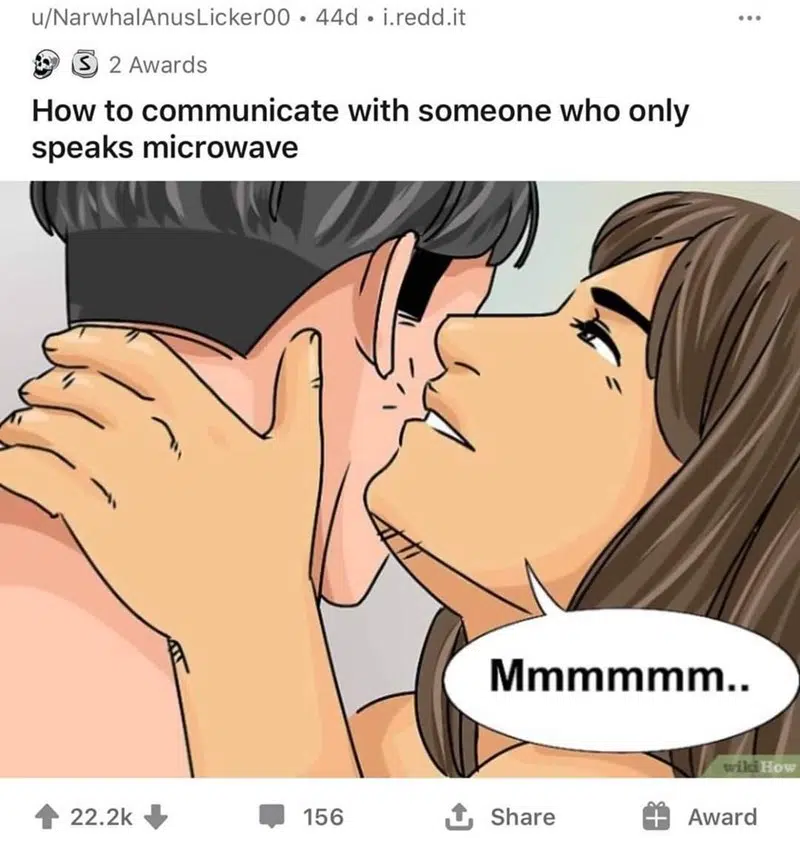 u/NarwhalAnusLicker00 • 44d • i.redd.it
S 2 Awards
How to communicate with someone who only
speaks microwave
Mmmmmm..
wikiHow
22.2k 156 Share Award